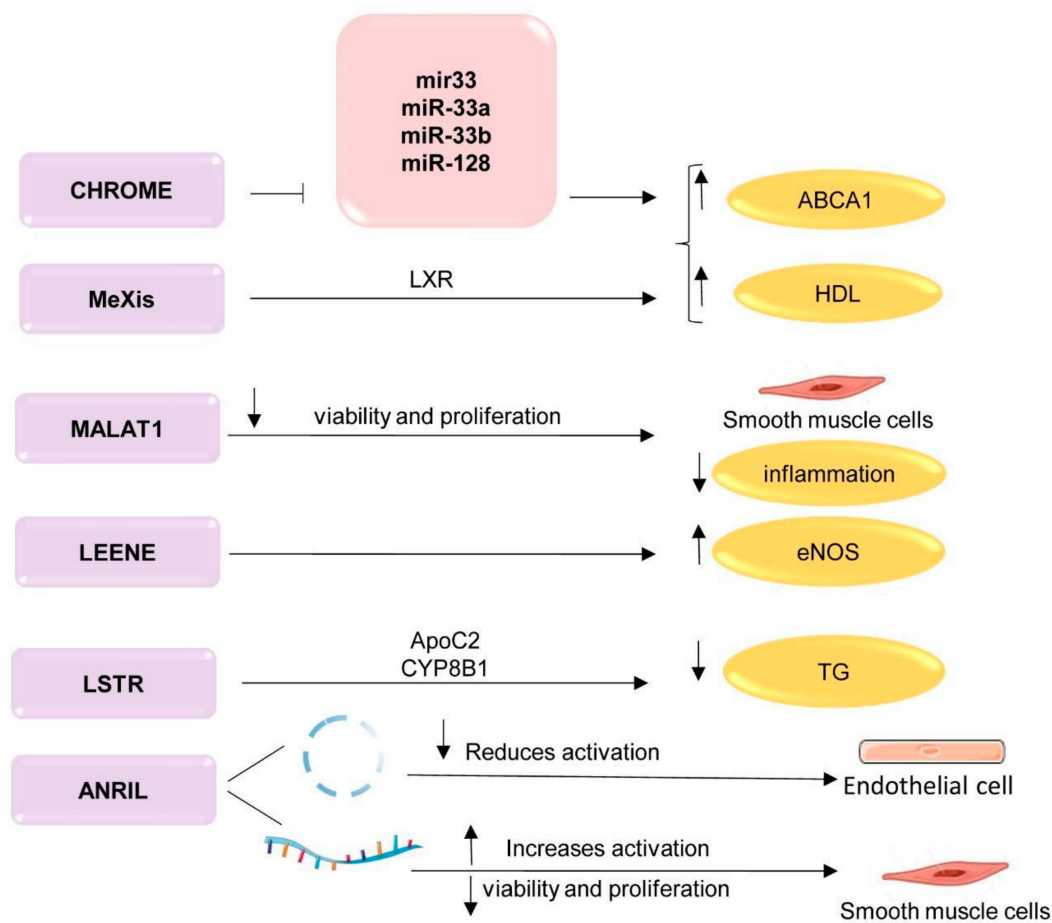 mir33
miR-33a
miR-33b
miR-128
CHROME
ABCA1
MeXis
LXR
HDL
MALAT1
viability and proliferation
Smooth muscle cells
inflammation
LEENE
eNOS
ApoC2
CYP8B1
LSTR
TG
Reduces activation
ANRIL
Endothelial cell
Increases activation
viability and proliferation
Smooth muscle cells